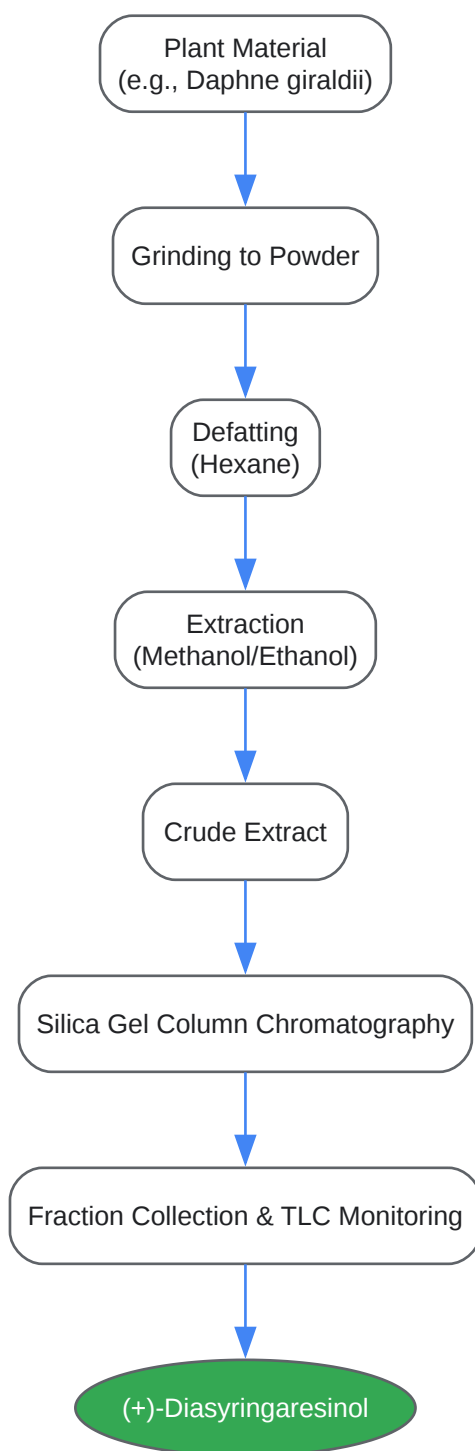 Plant Material
(e.g., Daphne giraldii)
Grinding to Powder
Defatting
(Hexane)
Extraction
(Methanol/Ethanol)
Crude Extract
Silica Gel Column Chromatography
Fraction Collection & TLC Monitoring
(+)-Diasyringaresinol